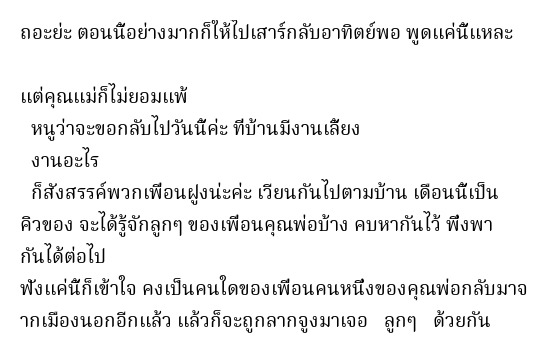 ถอะย่ะ ตอนนี้อย่างมากก็ให้ไปเสาร์กลับอาทิตย์พอ พูดแค่นี้แหละ
แต่คุณแม่ก็ไม่ยอมแพ้
หนูว่าจะขอกลับไปวันนี้ค่ะ ที่บ้านมีงานเลี้ยง
งานอะไร
ก็สังสรรค์พวกเพื่อนฝูงน่ะค่ะ เวียนกันไปตามบ้าน เดือนนี้เป็น
คิวของ จะได้รู้จักลูกๆ ของเพื่อนคุณพ่อบ้าง คบหากันไว้ พึ่งพา
กันได้ต่อไป
ฟังแค่นี้ก็เข้าใจ คงเป็นคนใดของเพื่อนคนหนึ่งของคุณพ่อกลับมาจ
ากเมืองนอกอีกแล้ว แล้วก็จะถูกลากจูงมาเจอ ลูกๆ ด้วยกัน